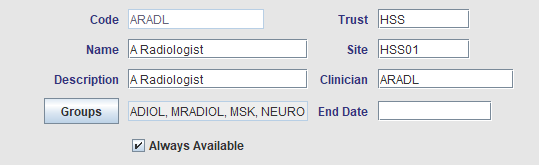 Code ARADL Trust HSS
Name A Radiologist Site HSS01
Description A Radiologist Clinician ARADL
Groups ADIOL, MRADIOL, MSK, NEURO End Date
Always Available